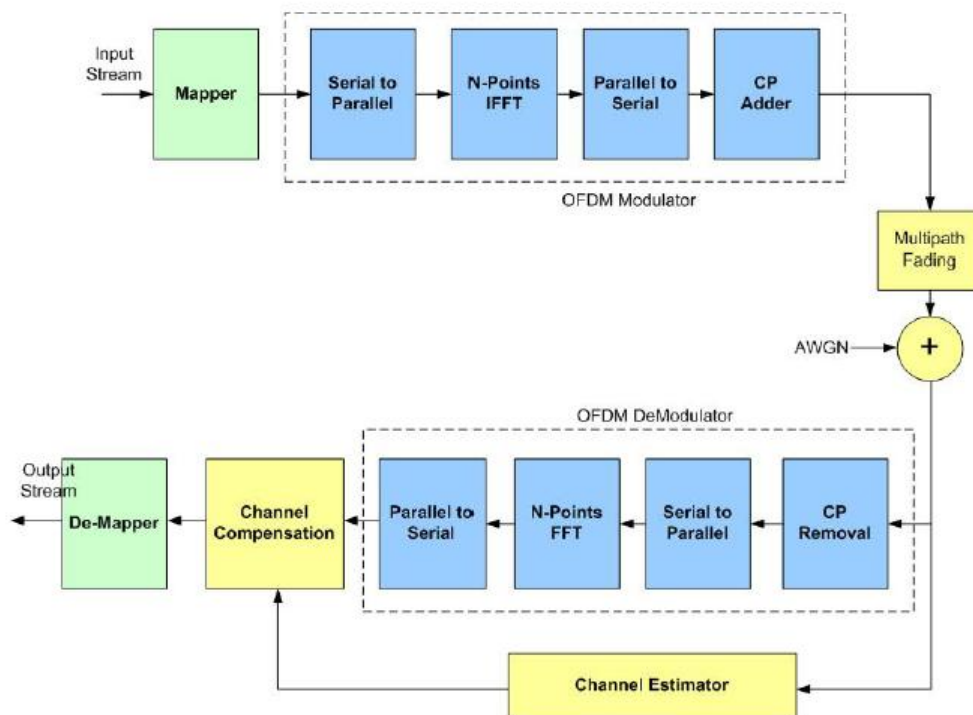 Input
Stream
Mapper
Serial to
Parallel
N-Points
IFFT
Parallel to
Serial
CP
Adder
OFDM Modulator
Multipath
Fading
AWGN
+
OFDM DeModulator
Output
Stream
De-Mapper
Channel
Compensation
Parallel to
Serial
N-Points
FFT
Serial to
Parallel
CP
Removal
Channel Estimator